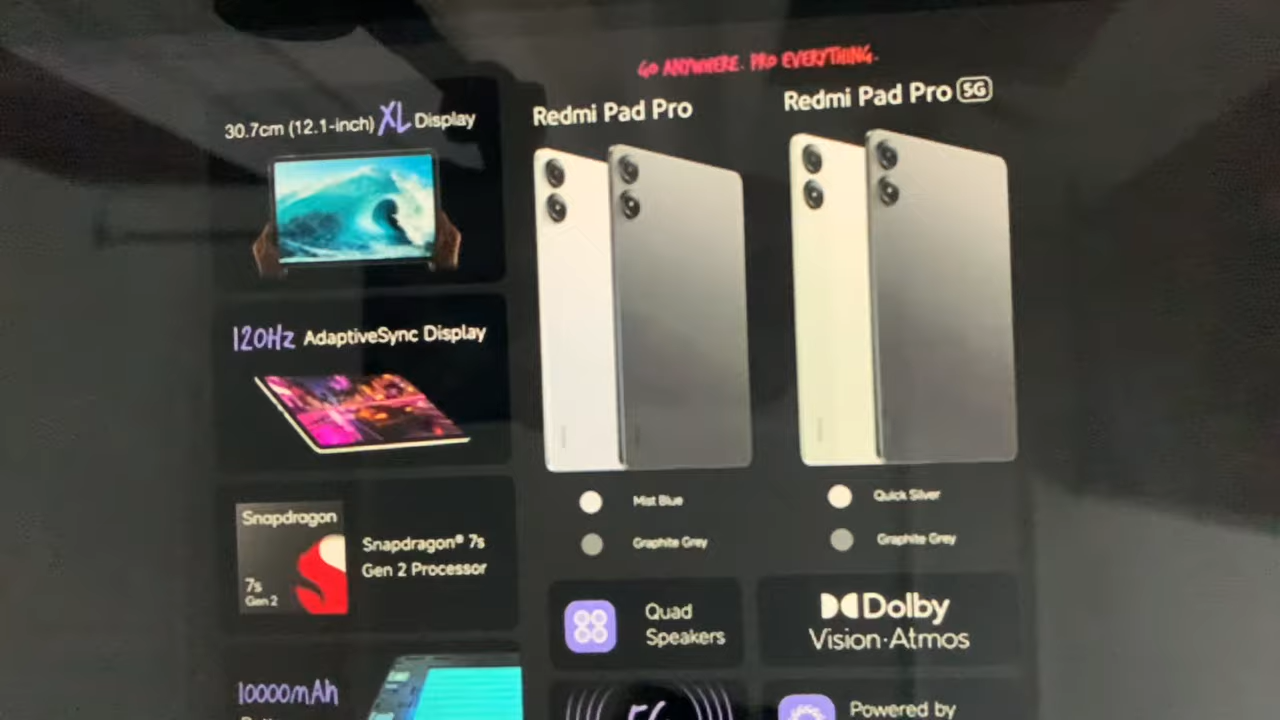 GO ANYWHERE. PRO EVERYTHING.
30.7cm (12.1-inch) XL Display
Redmi Pad Pro
Redmi Pad Pro 5G
120Hz AdaptiveSync Display
Mist Blue
Graphite Grey
Quick Silver
Graphite Grey
Snapdragon
7s
Gen 2
Snapdragon® 7s
Gen 2 Processor
Quad
Speakers
Dolby
Vision·Atmos
10000mAh
5G
Powered by